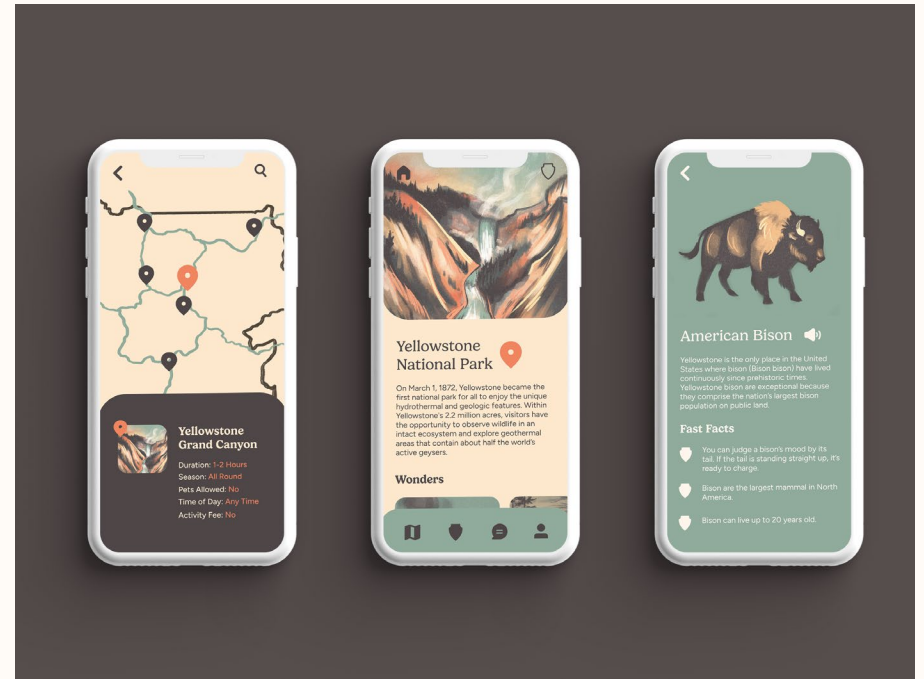 Yellowstone
Grand Canyon
Duration: 1-2 Hours
Season: All Round
Pets Allowed: No
Time of Day: Any Time
Activity Fee: No
Yellowstone
National Park
On March 1, 1872, Yellowstone became the
first national park for all to enjoy the unique
hydrothermal and geologic features. Within
Yellowstone's 2.2 million acres, visitors have
the opportunity to observe wildlife in an
intact ecosystem and explore geothermal
areas that contain about half the world's
active geysers.
Wonders
American Bison
Yellowstone is the only place in the United
States where bison (Bison bison) have lived
continuously since prehistoric times.
Yellowstone bison are exceptional because
they comprise the nation's largest bison
population on public land.
Fast Facts
You can judge a bison's mood by its
tail. If the tail is standing straight up, it's
ready to charge.
Bison are the largest mammal in North
America.
Bison can live up to 20 years old.